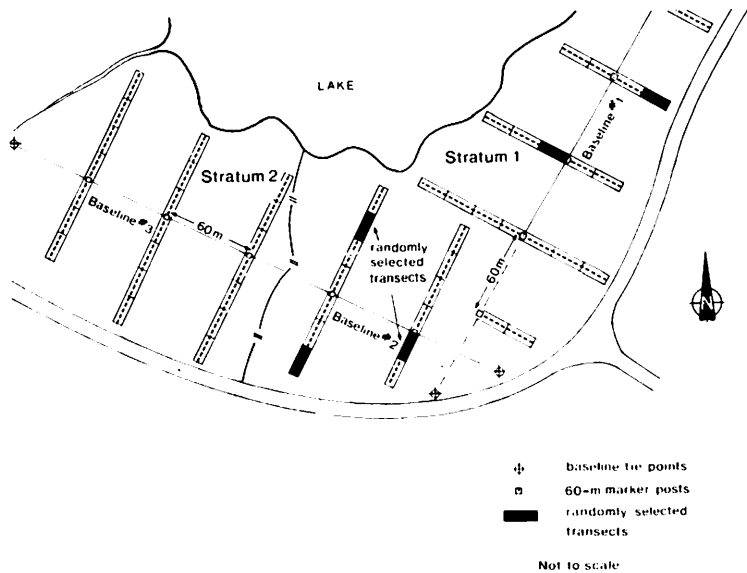 LAKE
Baseline #1
Stratum 1
Stratum 2
60m
Baseline #3
randomly
selected
transects
60m
Baseline #2
N
baseline tie points
60-m marker posts
randomly selected
transects
Not to scale